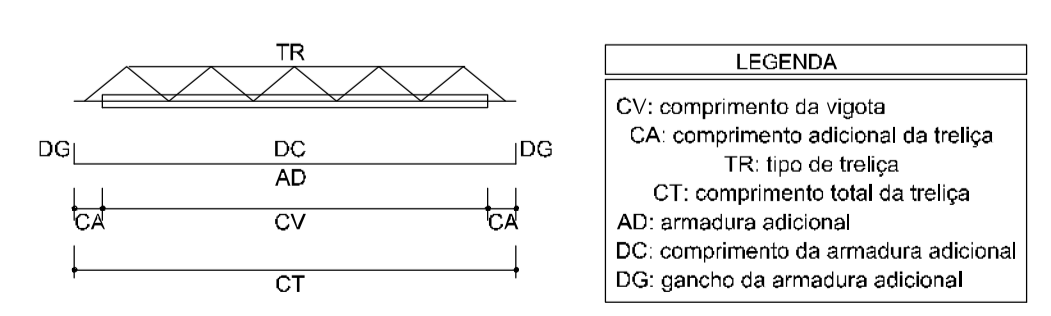 TR
DG DC DG
AD
CA CV CA
CT
LEGENDA
CV: comprimento da vigota
CA: comprimento adicional da treliça
TR: tipo de treliça
CT: comprimento total da treliça
AD: armadura adicional
DC: comprimento da armadura adicional
DG: gancho da armadura adicional